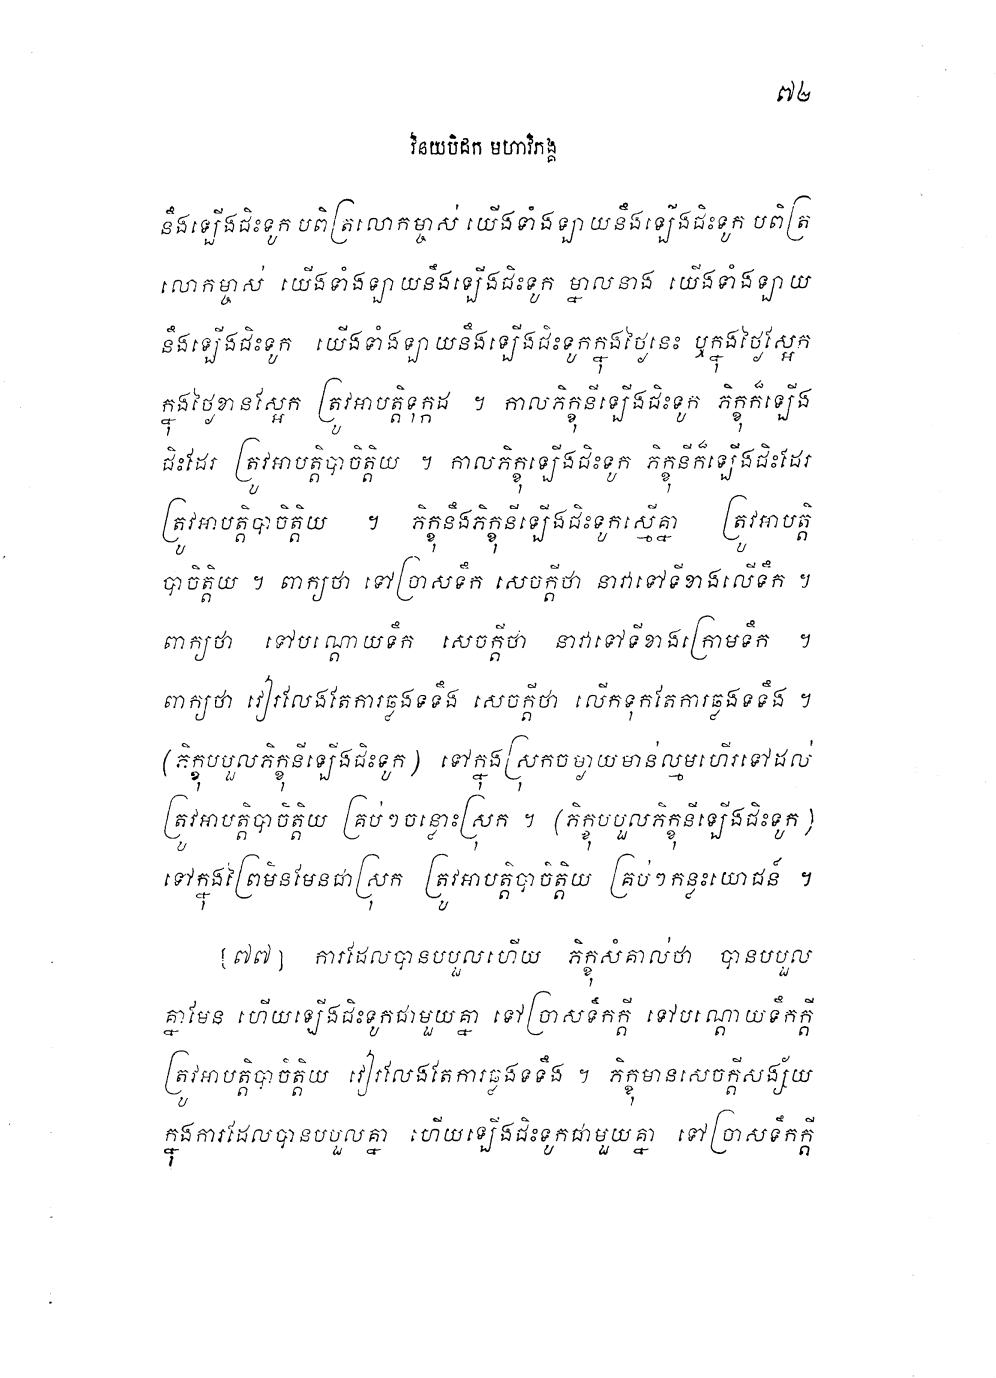 ៧២
វិនយបិដក មហាវិភង្គ
នឹងឡើងជិះទូក បពិត្រលោកម្ចាស់ យើងទាំងឡាយនឹងឡើងជិះទូក បពិត្រ
លោកម្ចាស់ យើងទាំងឡាយនឹងឡើងជិះទូក ម្នាលនាង យើងទាំងឡាយ
នឹងឡើងជិះទូក យើងទាំងឡាយនឹងឡើងជិះទូកក្នុងថ្ងៃនេះ ឬក្នុងថ្ងៃស្អែក
ក្នុងថ្ងៃខានស្អែក ត្រូវអាបត្តិទុក្កដ ។ កាលភិក្ខុនីឡើងជិះទូក ភិក្ខុក៏ឡើង
ជិះដែរ ត្រូវអាបត្តិបាចិត្តិយ ។ កាលភិក្ខុឡើងជិះទូក ភិក្ខុនីក៏ឡើងជិះដែរ
ត្រូវអាបត្តិបាចិត្តិយ ។ ភិក្ខុនឹងភិក្ខុនីឡើងជិះទូកស្មើគ្នា ត្រូវអាបត្តិ
បាចិត្តិយ ។ ពាក្យថា ទៅច្រាសទឹក សេចក្តីថា នាវាទៅទីខាងលើទឹក ។
ពាក្យថា ទៅបណ្តោយទឹក សេចក្តីថា នាវាទៅទីខាងក្រោមទឹក ។
ពាក្យថា វៀរលែងតែការឆ្លងទទឹង សេចក្តីថា លើកទុកតែការឆ្លងទទឹង ។
(ភិក្ខុបបួលភិក្ខុនីឡើងជិះទូក) ទៅក្នុងស្រុកចម្ងាយមាន់ល្មមហើរទៅដល់
ត្រូវអាបត្តិបាចិត្តិយ គ្រប់ៗចន្លោះស្រុក ។ (ភិក្ខុបបួលភិក្ខុនីឡើងជិះទូក)
ទៅក្នុងព្រៃមិនមែនជាស្រុក ត្រូវអាបត្តិបាចិត្តិយ គ្រប់ៗកន្លះយោជន៍ ។
[៧៧] ការដែលបានបបួលហើយ ភិក្ខុសំគាល់ថា បានបបួល
គ្នាមែន ហើយឡើងជិះទូកជាមួយគ្នា ទៅច្រាសទឹកក្តី ទៅបណ្តោយទឹកក្តី
ត្រូវអាបត្តិបាចិត្តិយ វៀរលែងតែការឆ្លងទទឹង ។ ភិក្ខុមានសេចក្តីសង្ស័យ
ក្នុងការដែលបានបបួលគ្នា ហើយឡើងជិះទូកជាមួយគ្នា ទៅច្រាសទឹកក្តី